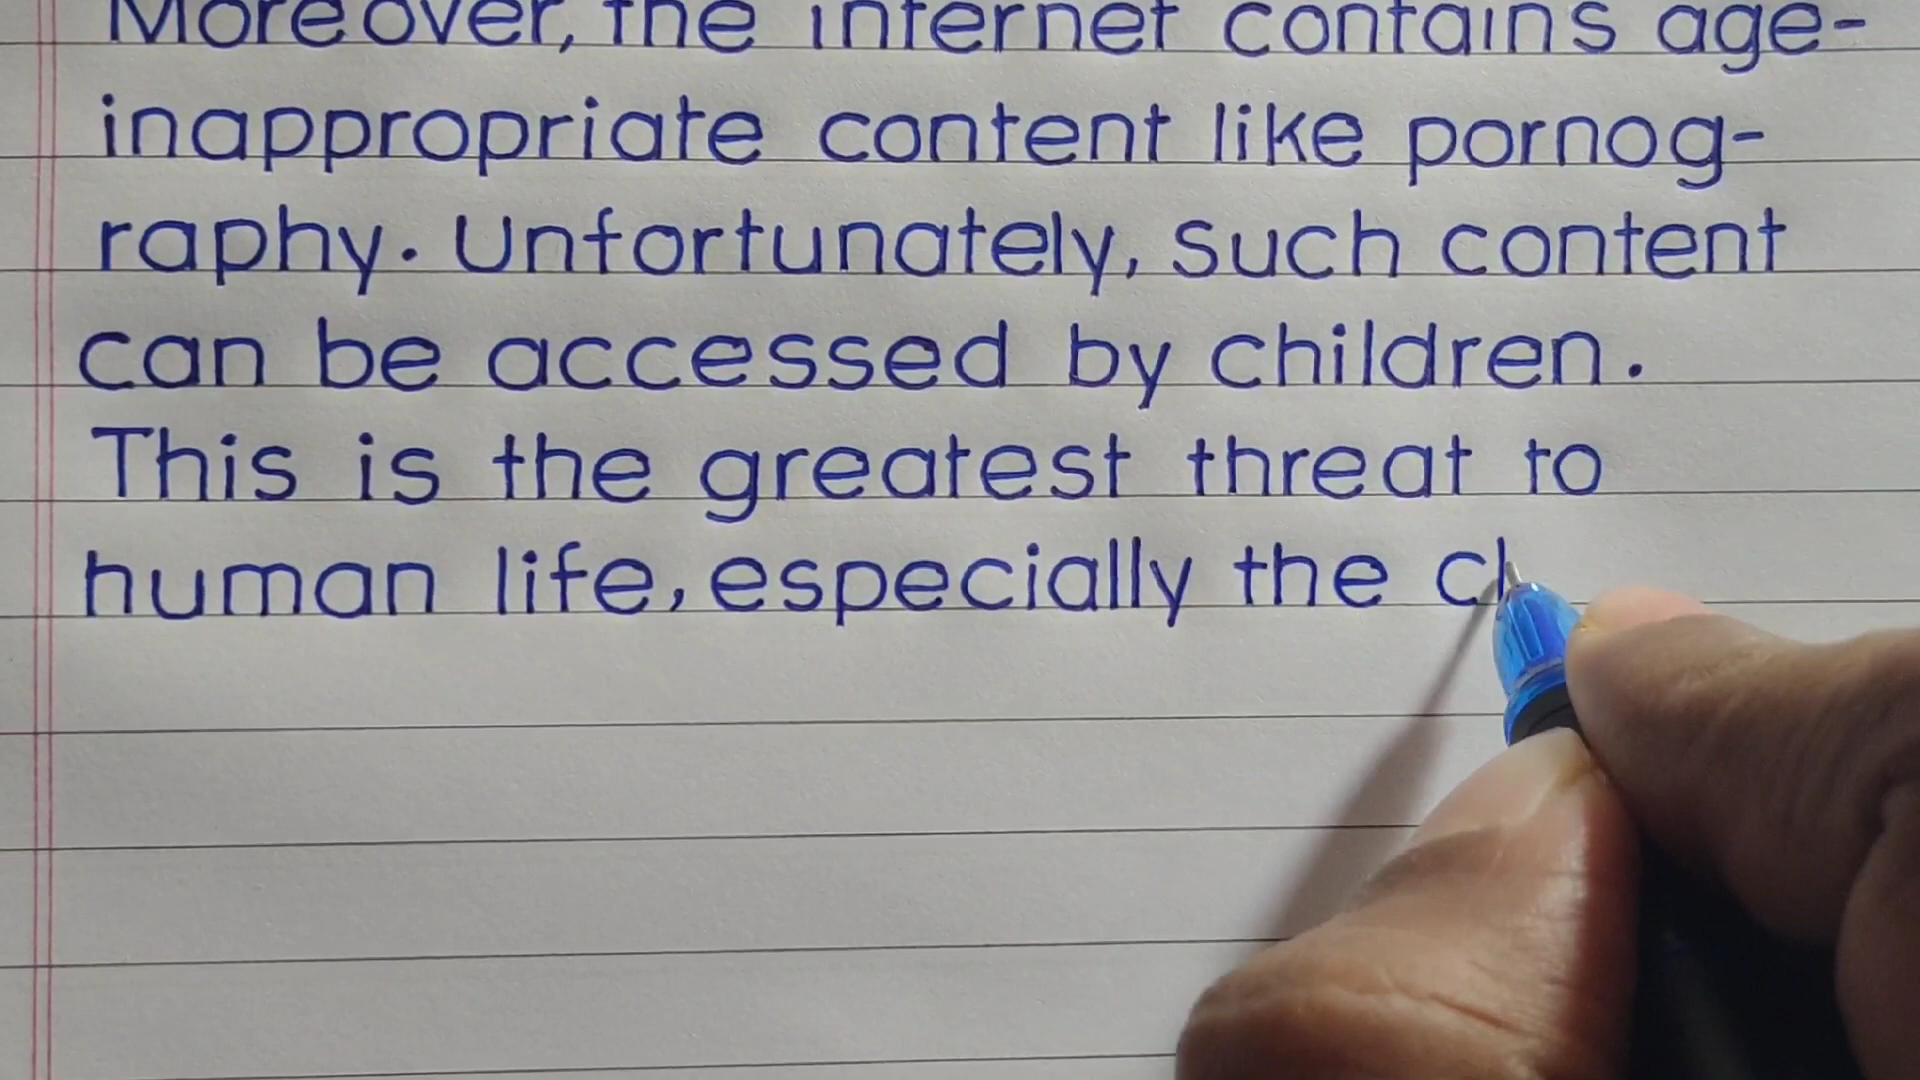 Moreover, the internet contains age-
inappropriate content like pornog-
raphy. Unfortunately, such content
can be accessed by children.
This is the greatest threat to
human life, especially the ch